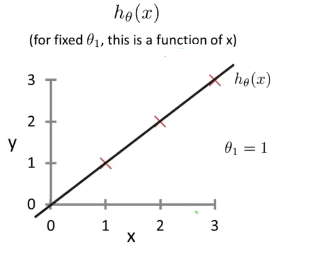 hθ(x)
(for fixed θ₁, this is a function of x)
3
hθ(x)
2
y
θ₁ = 1
1
0
0 1 2 3
x